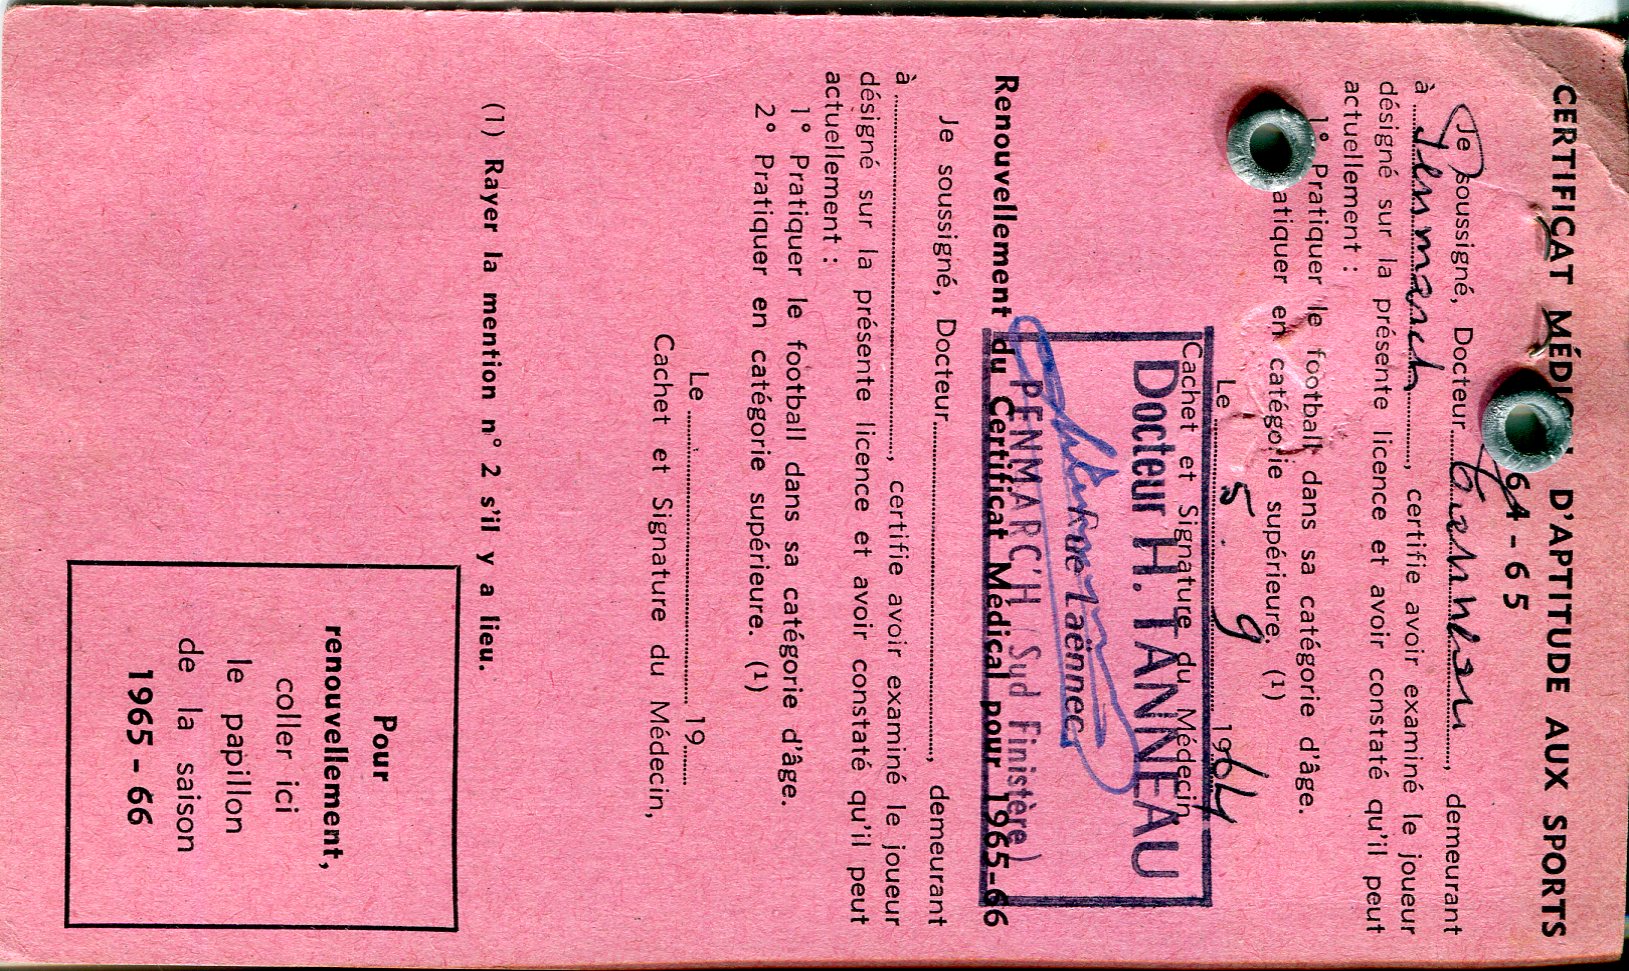 CERTIFICAT MÉDIC D'APTITUDE AUX SPORTS
64-65
Je soussigné, Docteur Tanneau, demeurant
à Penmarch, certifie avoir examiné le joueur
désigné sur la présente licence et avoir constaté qu'il peut
actuellement :
1° Pratiquer le football dans sa catégorie d'âge.
atiquer en catégorie supérieure. (1)
Le 5. 9 1964
Cachet et Signature du Médecin,
Docteur H. TANNEAU
Rue Laënnec
PENMARC'H (Sud Finistère)
Renouvellement du Certificat Médical pour 1965-66
Je soussigné, Docteur, demeurant
à, certifie avoir examiné le joueur
désigné sur la présente licence et avoir constaté qu'il peut
actuellement :
1° Pratiquer le football dans sa catégorie d'âge.
2° Pratiquer en catégorie supérieure. (1)
Le 19
Cachet et Signature du Médecin,
(1) Rayer la mention n° 2 s'il y a lieu.
Pour
renouvellement,
coller ici
le papillon
de la saison
1965-66